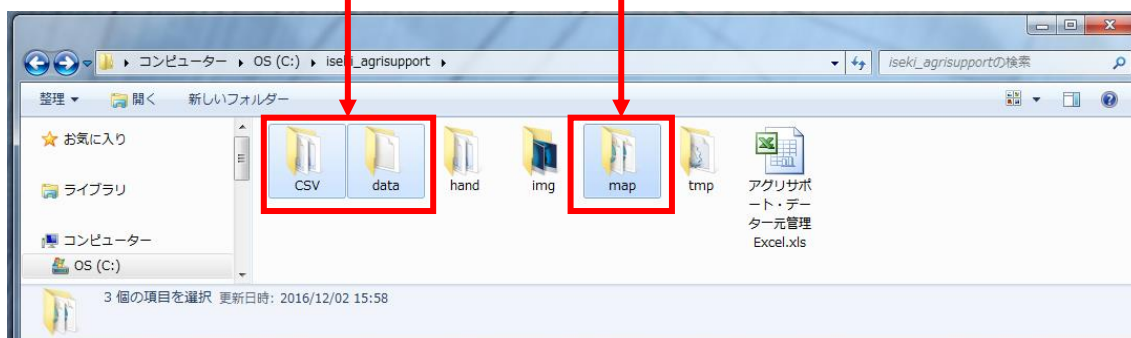 コンピューター ▸ OS (C:) ▸ iseki_agrisupport ▸
iseki_agrisupportの検索
整理 ▼ 開く 新しいフォルダー
お気に入り
ライブラリ
コンピューター
OS (C:)
CSV
data
hand
img
map
tmp
アグリサポ
ート・デー
ター元管理
Excel.xls
3 個の項目を選択 更新日時: 2016/12/02 15:58